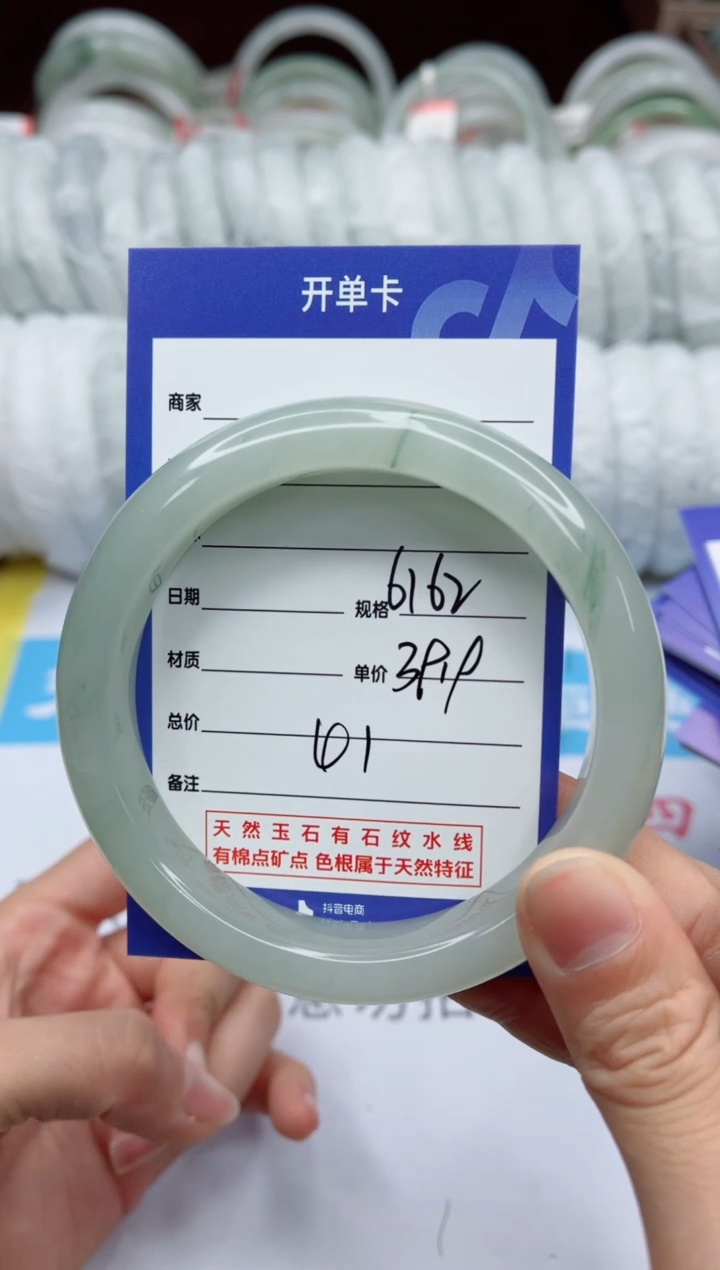 开单卡
商家
日期 规格 6162
材质 单价 399
总价
备注 61
天然玉石有石纹水线
有棉点矿点 色根属于天然特征
抖音电商